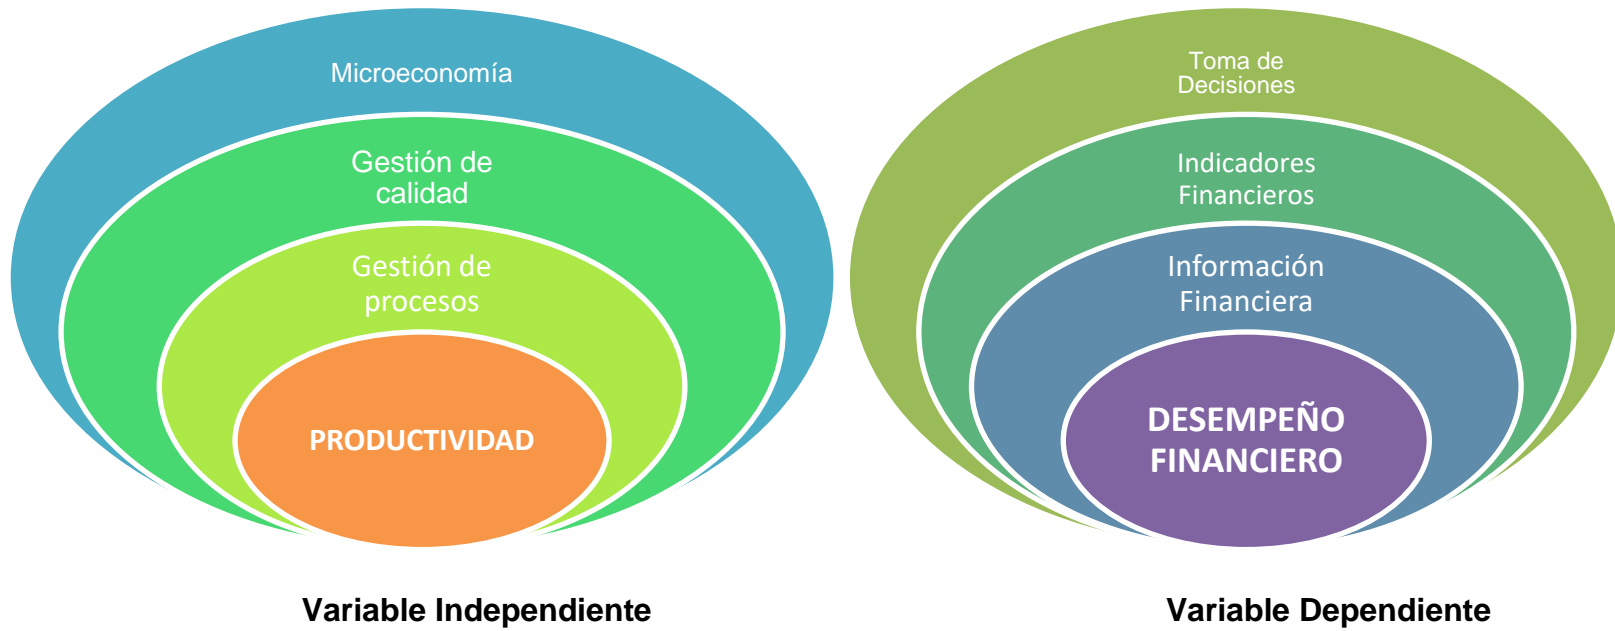 Microeconomía
Gestión de
calidad
Gestión de
procesos
PRODUCTIVIDAD
Variable Independiente
Toma de
Decisiones
Indicadores
Financieros
Información
Financiera
DESEMPEÑO
FINANCIERO
Variable Dependiente